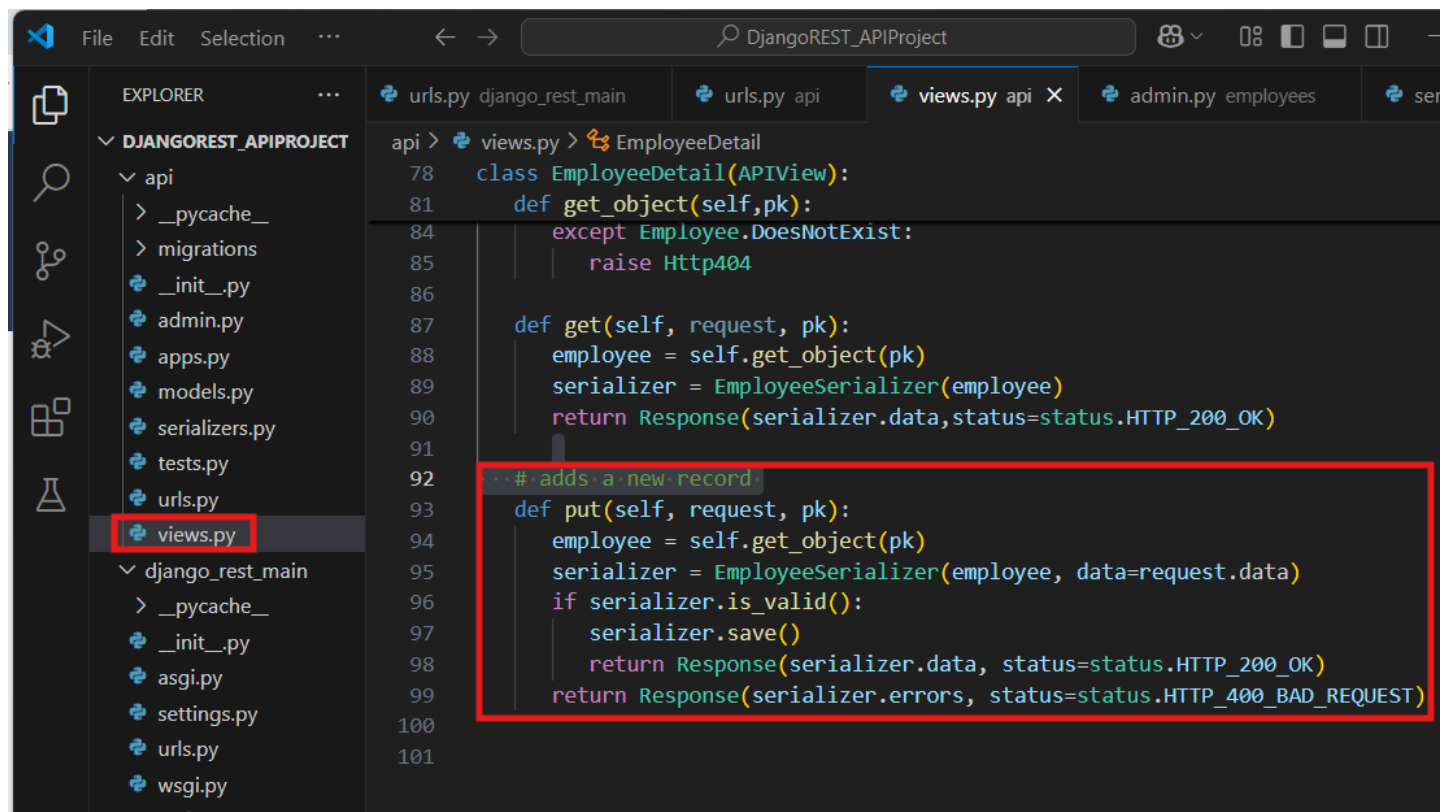 File Edit Selection ··· DjangoREST_APIProject
EXPLORER ···
urls.py django_rest_main urls.py api views.py api admin.py employees ser
DJANGOREST_APIPROJECT
api > views.py > EmployeeDetail
api
__pycache__
migrations
__init__.py
admin.py
apps.py
models.py
serializers.py
tests.py
urls.py
views.py
django_rest_main
__pycache__
__init__.py
asgi.py
settings.py
urls.py
wsgi.py
78 class EmployeeDetail(APIView):
81 def get_object(self,pk):
84 except Employee.DoesNotExist:
85 raise Http404
86
87 def get(self, request, pk):
88 employee = self.get_object(pk)
89 serializer = EmployeeSerializer(employee)
90 return Response(serializer.data,status=status.HTTP_200_OK)
91
92 # adds a new record
93 def put(self, request, pk):
94 employee = self.get_object(pk)
95 serializer = EmployeeSerializer(employee, data=request.data)
96 if serializer.is_valid():
97 serializer.save()
98 return Response(serializer.data, status=status.HTTP_200_OK)
99 return Response(serializer.errors, status=status.HTTP_400_BAD_REQUEST)
100
101